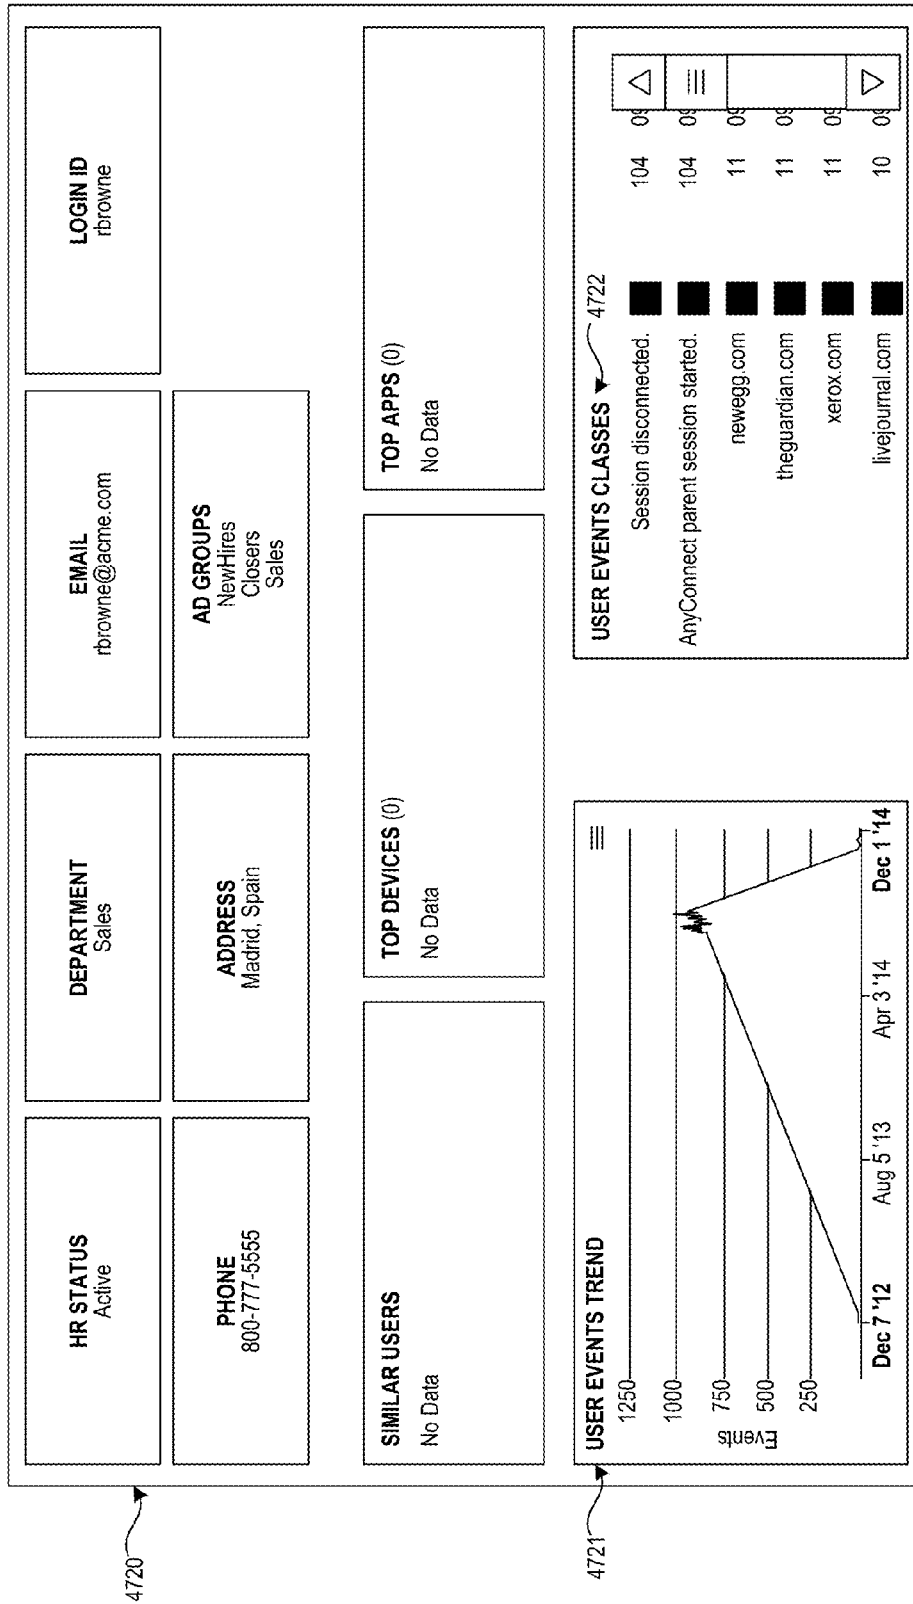 4720
HR STATUS
Active
DEPARTMENT
Sales
EMAIL
rbrowne@acme.com
LOGIN ID
rbrowne
PHONE
800-777-5555
ADDRESS
Madrid, Spain
AD GROUPS
NewHires
Closers
Sales
SIMILAR USERS
No Data
TOP DEVICES (0)
No Data
TOP APPS (0)
No Data
4721
USER EVENTS TREND
1250
1000
750
500
250
Events
Dec 7 '12
Aug 5 '13
Apr 3 '14
Dec 1 '14
USER EVENTS CLASSES
4722
Session disconnected. 104
AnyConnect parent session started. 104
newegg.com 11
theguardian.com 11
xerox.com 11
livejournal.com 10